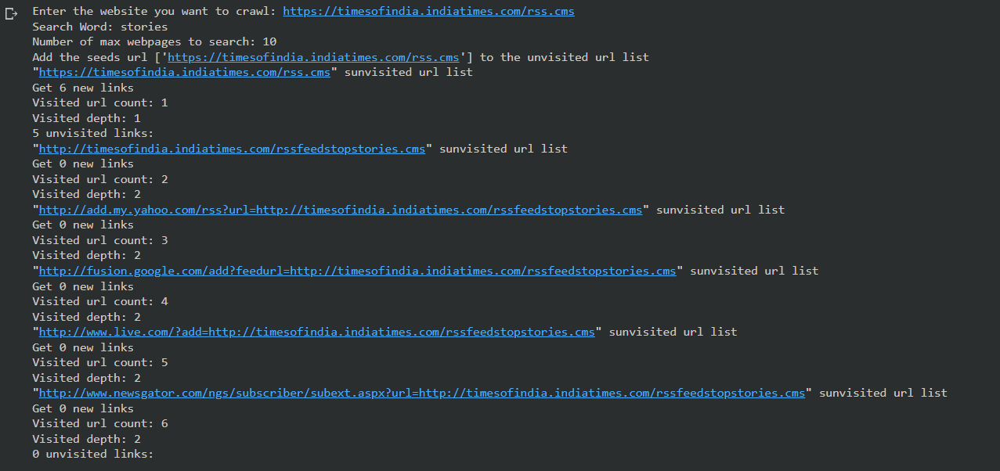 Enter the website you want to crawl: https://timesofindia.indiatimes.com/rss.cms
Search Word: stories
Number of max webpages to search: 10
Add the seeds url ['https://timesofindia.indiatimes.com/rss.cms'] to the unvisited url list
"https://timesofindia.indiatimes.com/rss.cms" sunvisited url list
Get 6 new links
Visited url count: 1
Visited depth: 1
5 unvisited links:
"http://timesofindia.indiatimes.com/rssfeedstopstories.cms" sunvisited url list
Get 0 new links
Visited url count: 2
Visited depth: 2
"http://add.my.yahoo.com/rss?url=http://timesofindia.indiatimes.com/rssfeedstopstories.cms" sunvisited url list
Get 0 new links
Visited url count: 3
Visited depth: 2
"http://fusion.google.com/add?feedurl=http://timesofindia.indiatimes.com/rssfeedstopstories.cms" sunvisited url list
Get 0 new links
Visited url count: 4
Visited depth: 2
"http://www.live.com/?add=http://timesofindia.indiatimes.com/rssfeedstopstories.cms" sunvisited url list
Get 0 new links
Visited url count: 5
Visited depth: 2
"http://www.newsgator.com/ngs/subscriber/subext.aspx?url=http://timesofindia.indiatimes.com/rssfeedstopstories.cms" sunvisited url list
Get 0 new links
Visited url count: 6
Visited depth: 2
0 unvisited links: